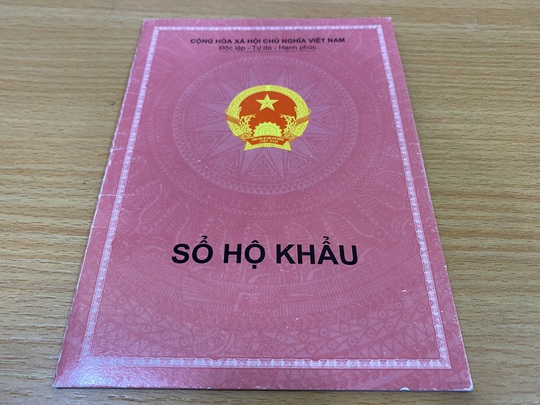 CỘNG HÒA XÃ HỘI CHỦ NGHĨA VIỆT NAM
Độc lập - Tự do - Hạnh phúc
SỔ HỘ KHẨU